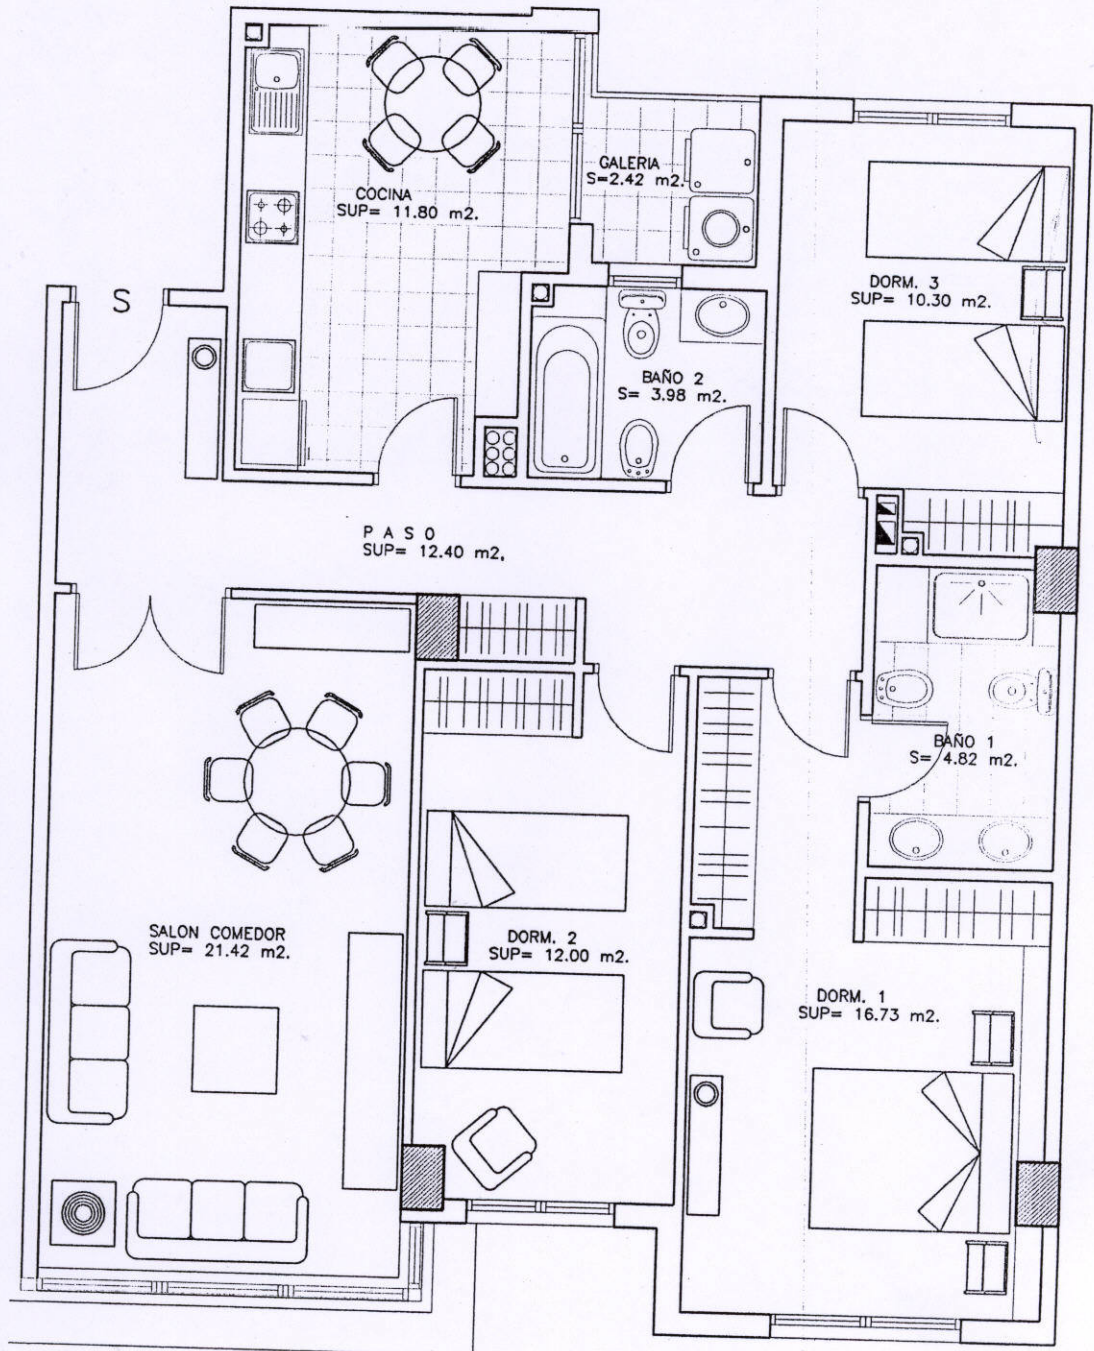 COCINA
SUP= 11.80 m2.
GALERIA
S=2.42 m2.
DORM. 3
SUP= 10.30 m2.
S
BAÑO 2
S= 3.98 m2.
P A S O
SUP= 12.40 m2.
BAÑO 1
S= 4.82 m2.
SALON COMEDOR
SUP= 21.42 m2.
DORM. 2
SUP= 12.00 m2.
DORM. 1
SUP= 16.73 m2.